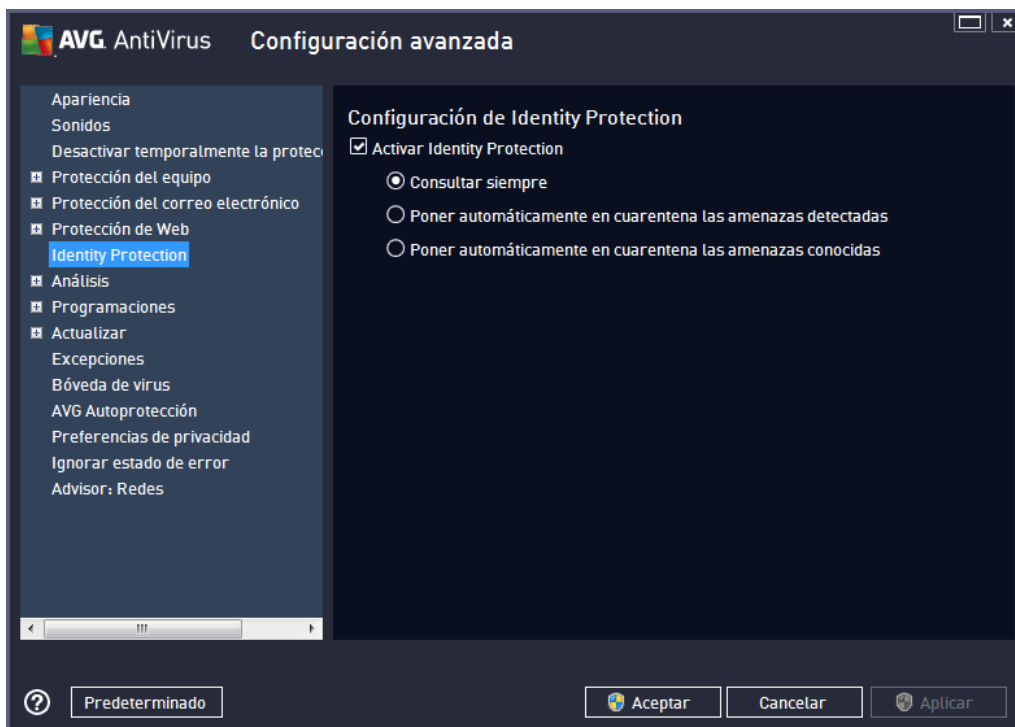 AVG. AntiVirus Configuración avanzada
Apariencia
Sonidos
Desactivar temporalmente la protec
Protección del equipo
Protección del correo electrónico
Protección de Web
Identity Protection
Análisis
Programaciones
Actualizar
Excepciones
Bóveda de virus
AVG Autoprotección
Preferencias de privacidad
Ignorar estado de error
Advisor: Redes
Configuración de Identity Protection
Activar Identity Protection
Consultar siempre
Poner automáticamente en cuarentena las amenazas detectadas
Poner automáticamente en cuarentena las amenazas conocidas
Predeterminado
Aceptar
Cancelar
Aplicar